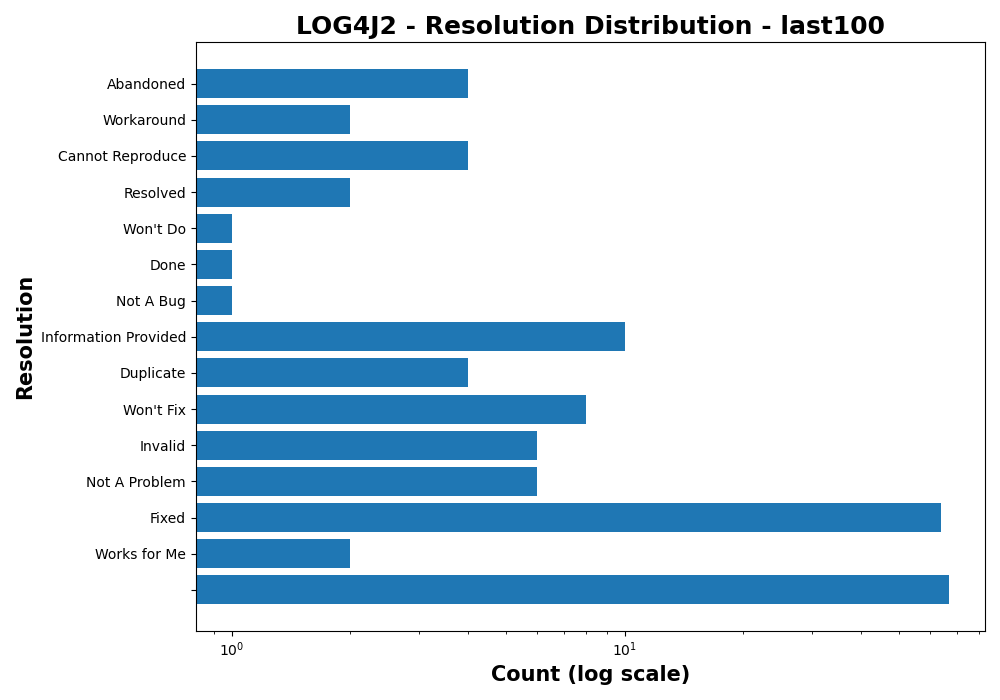 LOG4J2 - Resolution Distribution - last100
Resolution
Abandoned
Workaround
Cannot Reproduce
Resolved
Won't Do
Done
Not A Bug
Information Provided
Duplicate
Won't Fix
Invalid
Not A Problem
Fixed
Works for Me
10⁰
10¹
Count (log scale)